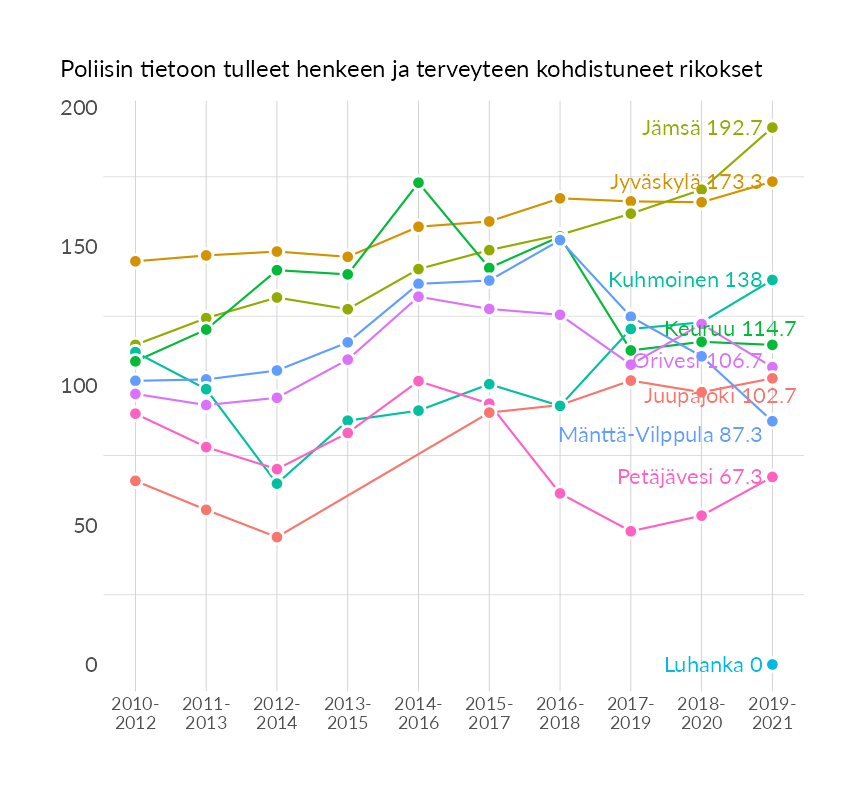 Poliisin tietoon tulleet henkeen ja terveyteen kohdistuneet rikokset
200
150
100
50
0
Jämsä 192.7
Jyväskylä 173.3
Kuhmoinen 138
Keuruu 114.7
Orivesi 106.7
Juupajoki 102.7
Mänttä-Vilppula 87.3
Petäjävesi 67.3
Luhanka 0
2010-
2012
2011-
2013
2012-
2014
2013-
2015
2014-
2016
2015-
2017
2016-
2018
2017-
2019
2018-
2020
2019-
2021